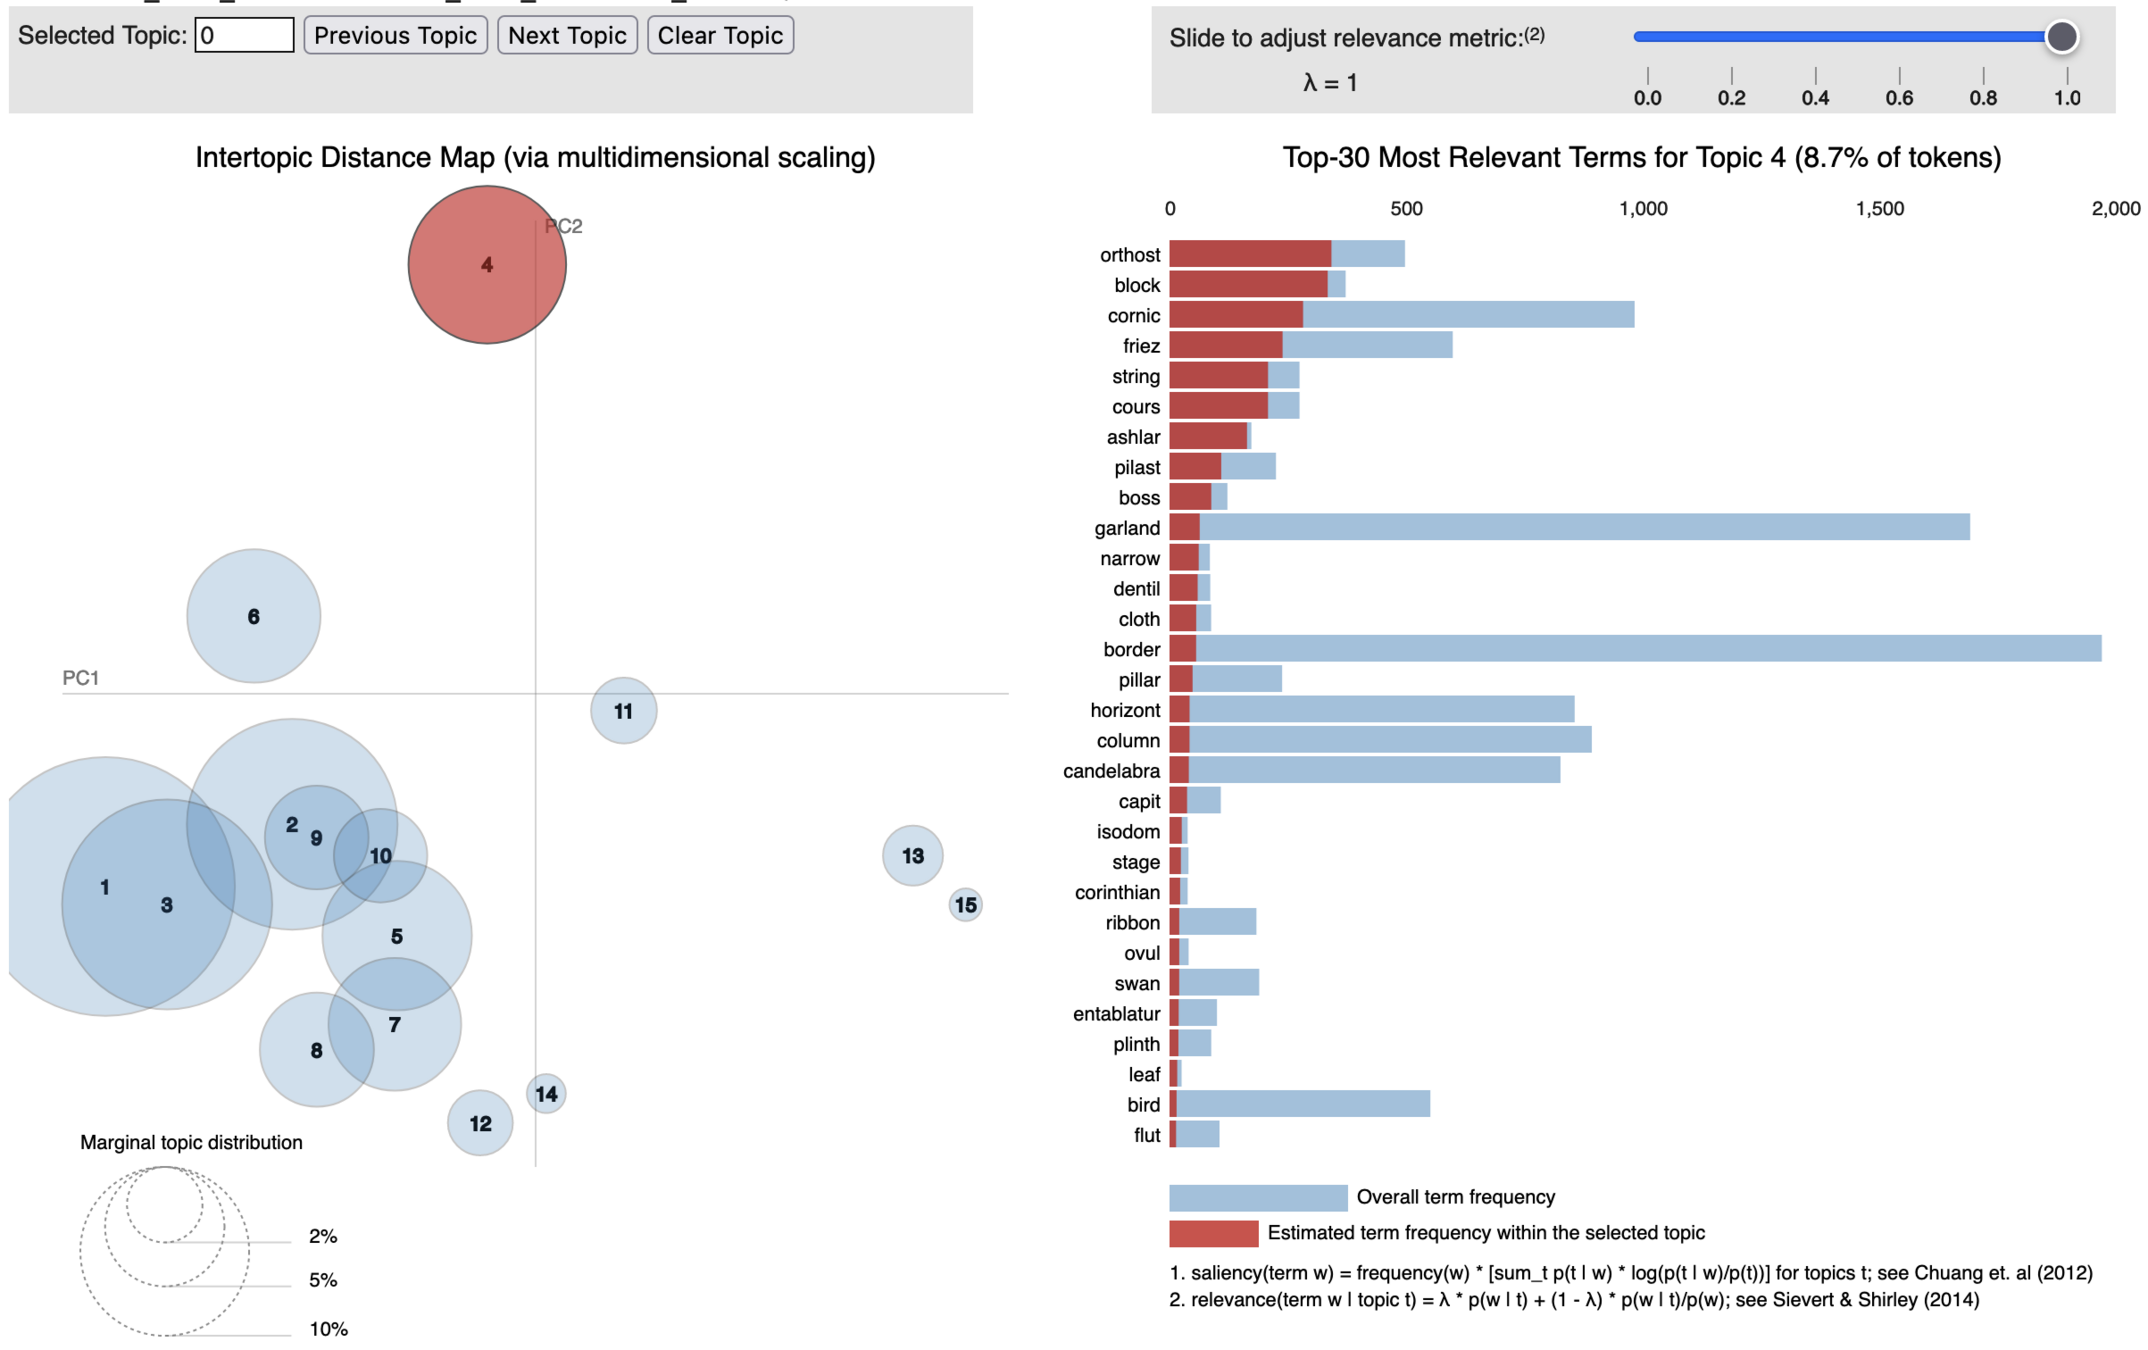 Selected Topic: 0 Previous Topic Next Topic Clear Topic
Slide to adjust relevance metric:(2)
λ = 1
0.0 0.2 0.4 0.6 0.8 1.0
Intertopic Distance Map (via multidimensional scaling)
PC2
4
6
PC1
11
2
9
10
13
1
3
15
5
7
8
14
12
Marginal topic distribution
2%
5%
10%
Top-30 Most Relevant Terms for Topic 4 (8.7% of tokens)
0 500 1,000 1,500 2,000
orthost
block
cornic
friez
string
cours
ashlar
pilast
boss
garland
narrow
dentil
cloth
border
pillar
horizont
column
candelabra
capit
isodom
stage
corinthian
ribbon
ovul
swan
entablatur
plinth
leaf
bird
flut
Overall term frequency
Estimated term frequency within the selected topic
1. saliency(term w) = frequency(w) * [sum_t p(t | w) * log(p(t | w)/p(t))] for topics t; see Chuang et. al (2012)
2. relevance(term w | topic t) = λ * p(w | t) + (1 - λ) * p(w | t)/p(w); see Sievert & Shirley (2014)